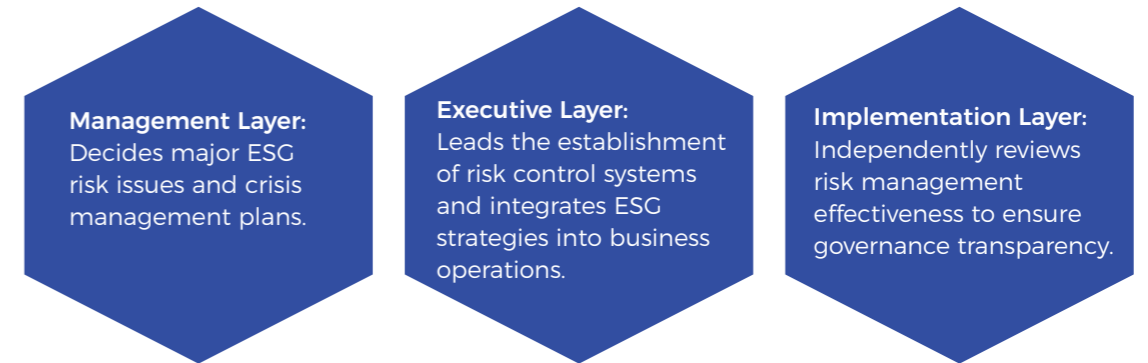 Management Layer:
Decides major ESG
risk issues and crisis
management plans.
Executive Layer:
Leads the establishment
of risk control systems
and integrates ESG
strategies into business
operations.
Implementation Layer:
Independently reviews
risk management
effectiveness to ensure
governance transparency.